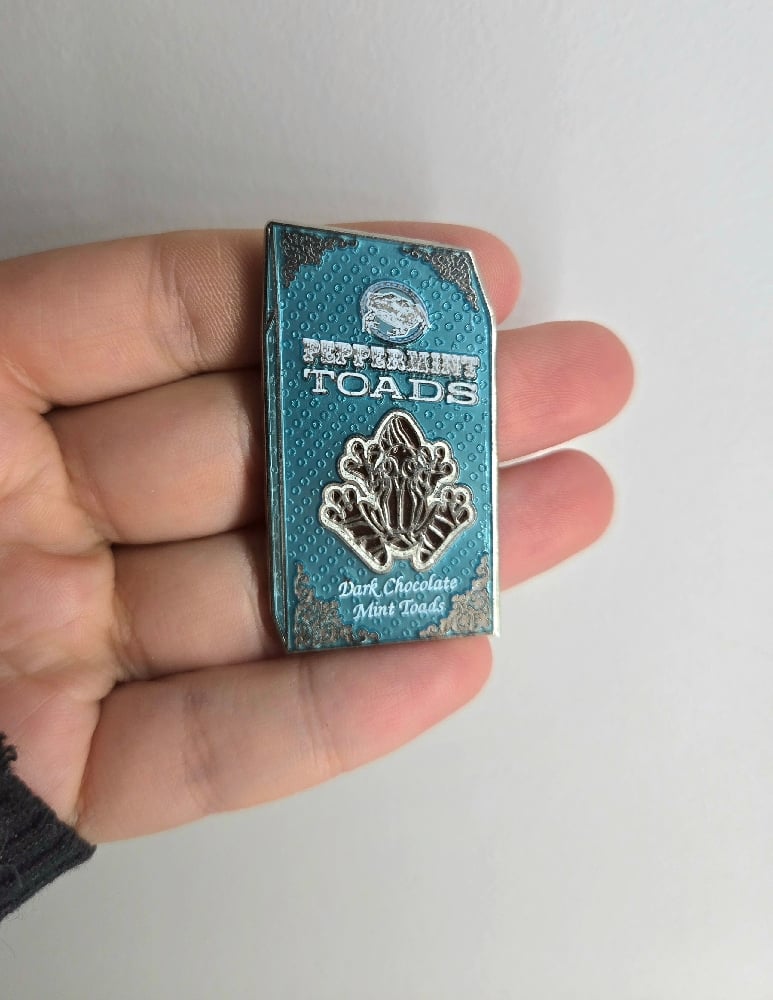 PEPPERMINT
TOADS
Dark Chocolate
Mint Toads